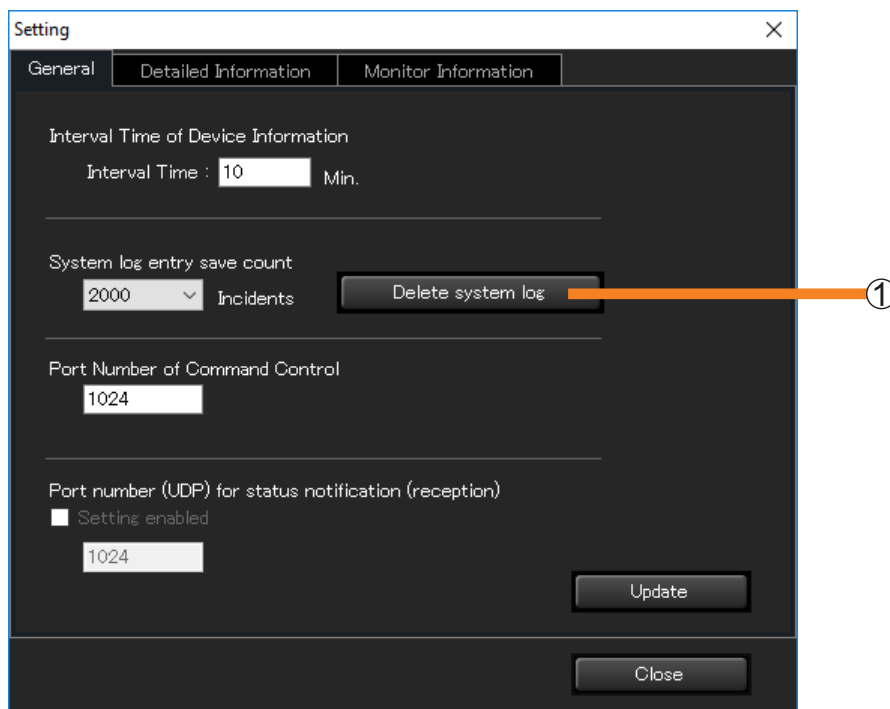 Setting
General Detailed Information Monitor Information
Interval Time of Device Information
Interval Time : 10 Min.
System log entry save count
2000 Incidents Delete system log ①
Port Number of Command Control
1024
Port number (UDP) for status notification (reception)
Setting enabled
1024
Update
Close